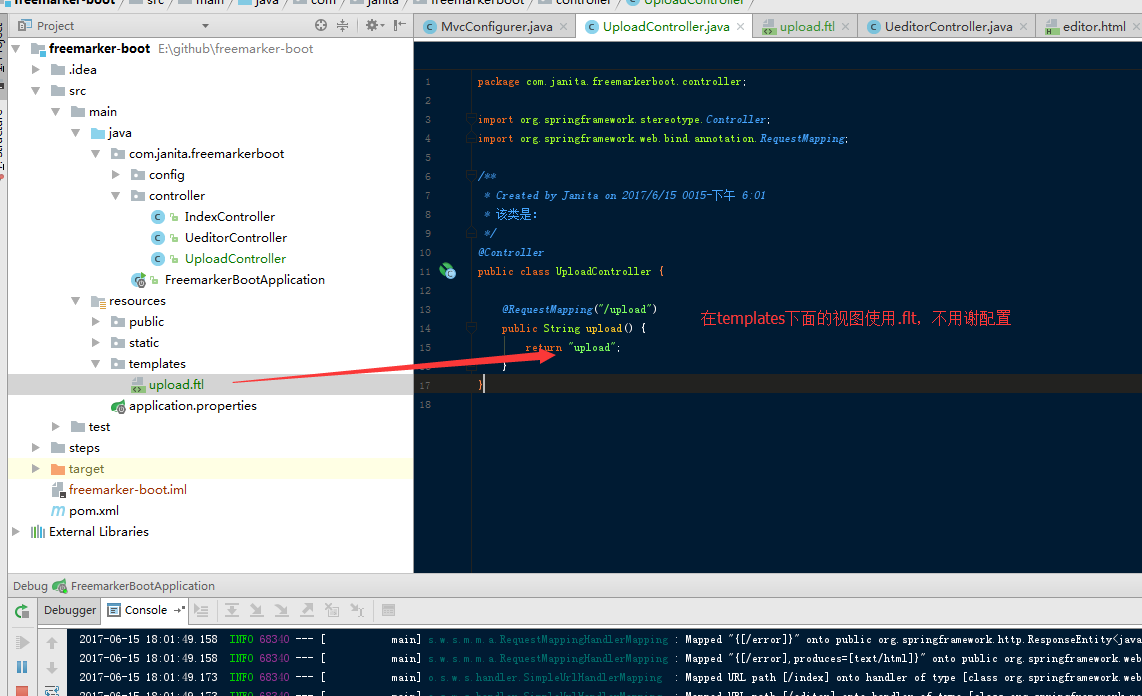 freemarker-boot src main java com janita freemarkerboot controller UploadController
Project
MvcConfigurer.java UploadController.java upload.ftl UeditorController.java editor.html
freemarker-boot E:\github\freemarker-boot
.idea
src
main
java
com.janita.freemarkerboot
config
controller
IndexController
UeditorController
UploadController
FreemarkerBootApplication
resources
public
static
templates
upload.ftl
application.properties
test
steps
target
freemarker-boot.iml
pom.xml
External Libraries
1 package com.janita.freemarkerboot.controller;
2
3 import org.springframework.stereotype.Controller;
4 import org.springframework.web.bind.annotation.RequestMapping;
5
6 /**
7 * Created by Janita on 2017/6/15 0015-下午 6:01
8 * 该类是:
9 */
10 @Controller
11 public class UploadController {
12
13 @RequestMapping("/upload")
14 public String upload() {
15 return "upload";
}
17 }
18
在templates下面的视图使用.flt，不用谢配置
Debug FreemarkerBootApplication
Debugger Console
2017-06-15 18:01:49.158 INFO 68340 --- [ main] s.w.s.m.m.a.RequestMappingHandlerMapping : Mapped "{[/error]}" onto public org.springframework.http.ResponseEntity<java
2017-06-15 18:01:49.158 INFO 68340 --- [ main] s.w.s.m.m.a.RequestMappingHandlerMapping : Mapped "{[/error],produces=[text/html]}" onto public org.springframework.web
2017-06-15 18:01:49.173 INFO 68340 --- [ main] o.s.w.s.handler.SimpleUrlHandlerMapping : Mapped URL path [/index] onto handler of type [class org.springframework.web